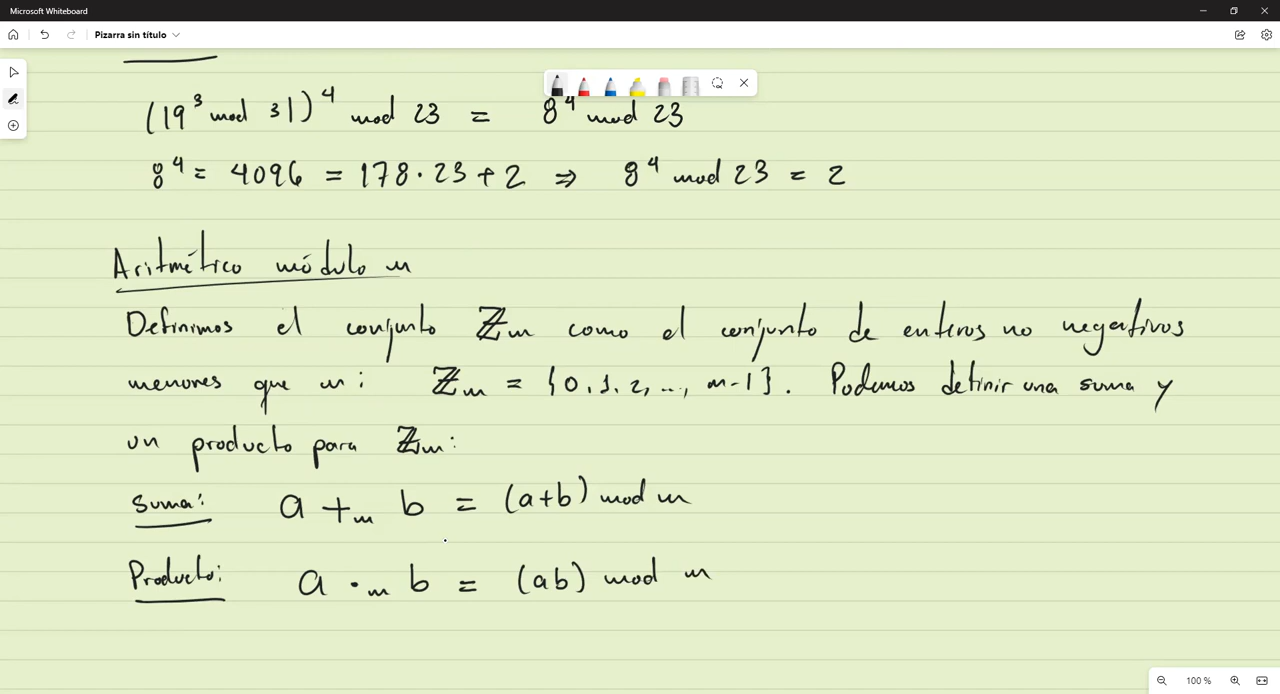 Microsoft Whiteboard
Pizarra sin título
(19³ mod 31)⁴ mod 23 = 8⁴ mod 23
8⁴ = 4096 = 178·23+2 ⇒ 8⁴ mod 23 = 2
Aritmético módulo m
Definimos el conjunto ℤm como el conjunto de enteros no negativos
menores que m: ℤm = {0, 1, 2, ..., m-1}. Podemos definir una suma y
un producto para ℤm:
Suma: a +m b = (a+b) mod m
Producto: a ·m b = (ab) mod m
100 %